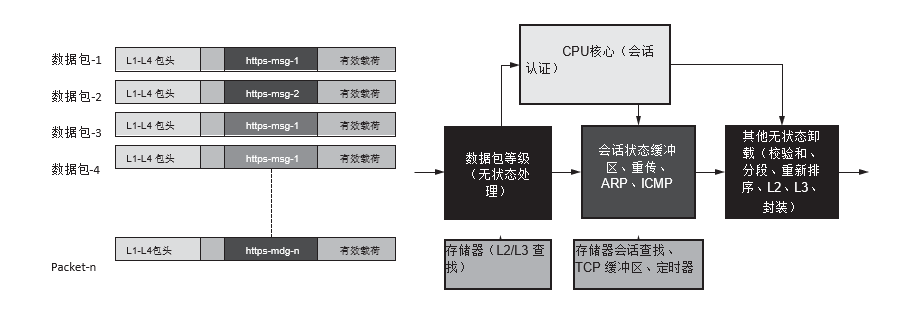 数据包-1
L1-L4 包头
https-msg-1
有效载荷
数据包-2
L1-L4 包头
https-msg-2
有效载荷
数据包-3
L1-L4 包头
https-msg-1
有效载荷
数据包-4
L1-L4 包头
https-msg-1
有效载荷
Packet-n
L1-L4包头
https-mdg-n
有效载荷
CPU核心（会话
认证）
数据包等级
（无状态处
理）
会话状态缓冲
区、重传、
ARP、ICMP
其他无状态卸
载（校验和、
分段、重新排
序、L2、L3、
封装）
存储器（L2/L3 查
找）
存储器会话查找、
TCP 缓冲区、定时器